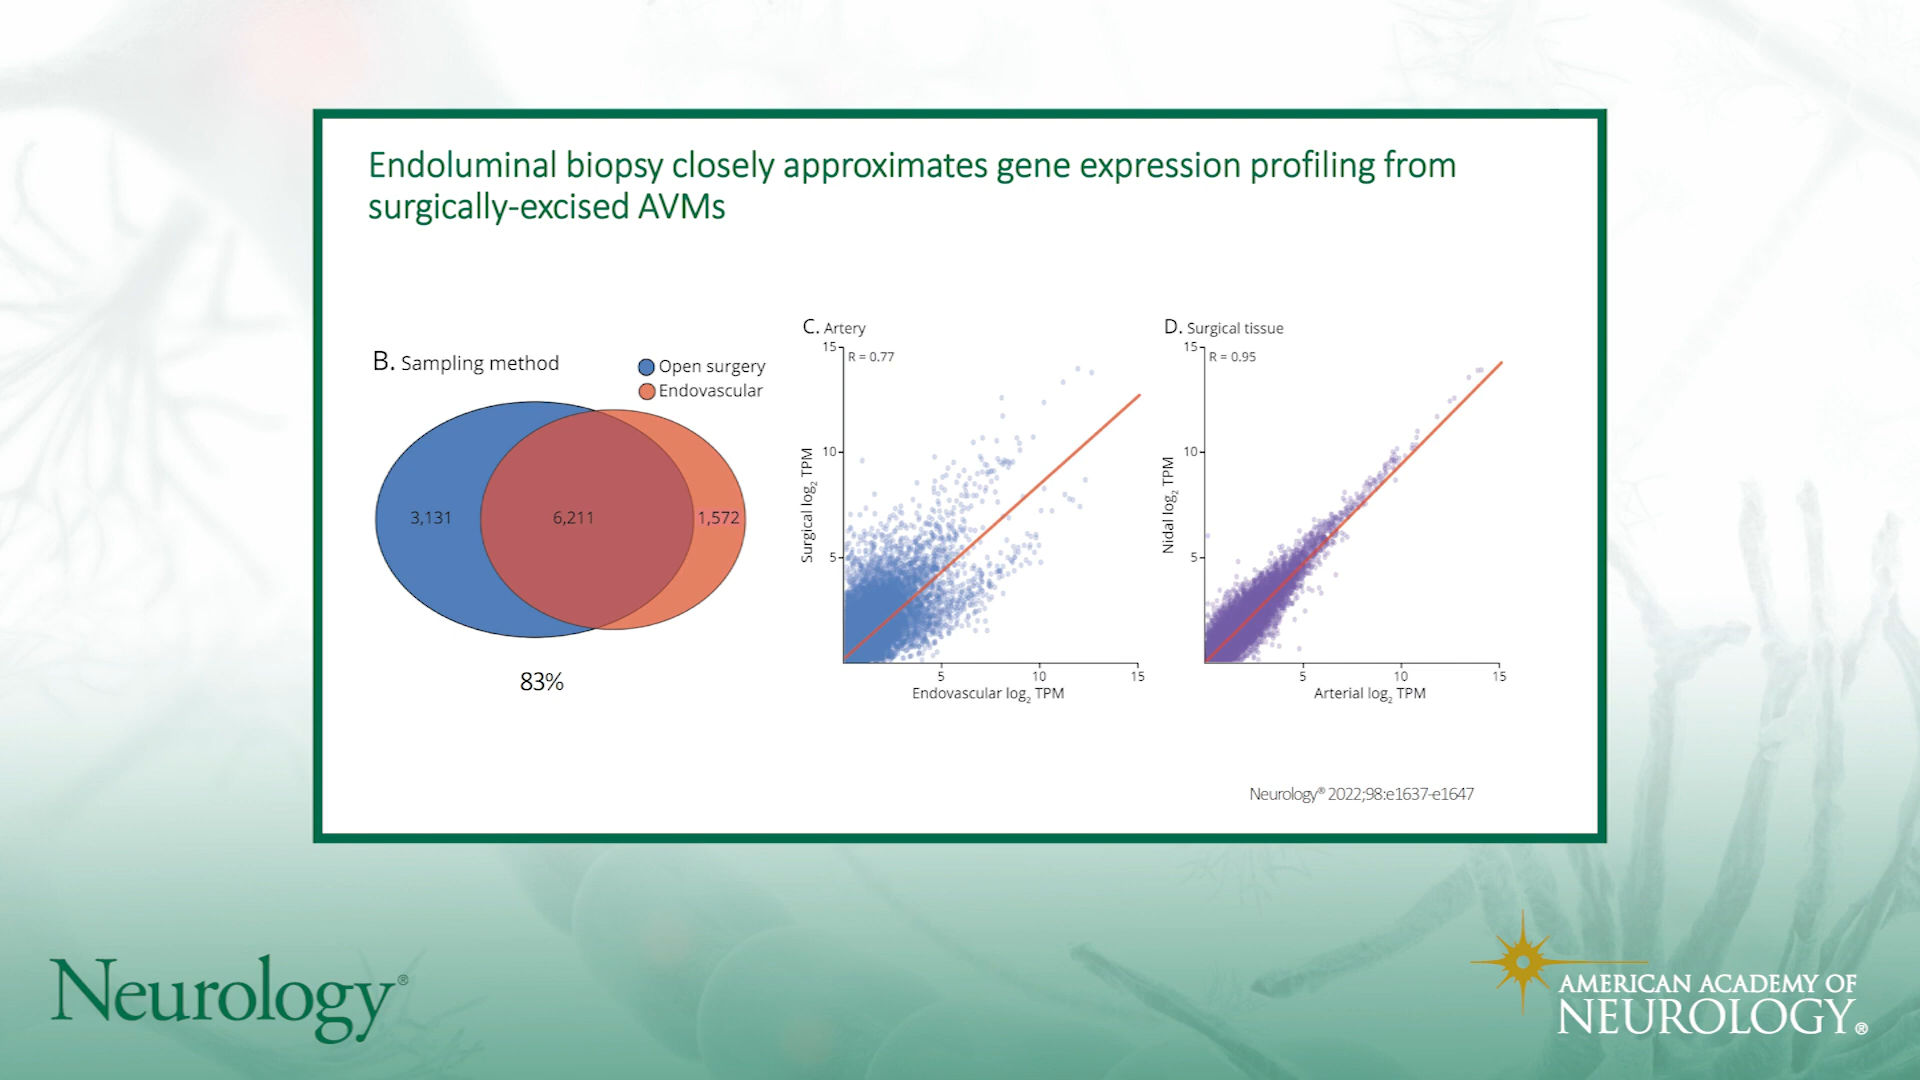 Endoluminal biopsy closely approximates gene expression profiling from
surgically-excised AVMs
B. Sampling method
Open surgery
Endovascular
3,131
6,211
1,572
83%
C. Artery
R = 0.77
15
10
5
Surgical log2 TPM
5
10
15
Endovascular log2 TPM
D. Surgical tissue
R = 0.95
15
10
5
Nidal log2 TPM
5
10
15
Arterial log2 TPM
Neurology® 2022;98:e1637-e1647
Neurology®
AMERICAN ACADEMY OF
NEUROLOGY®